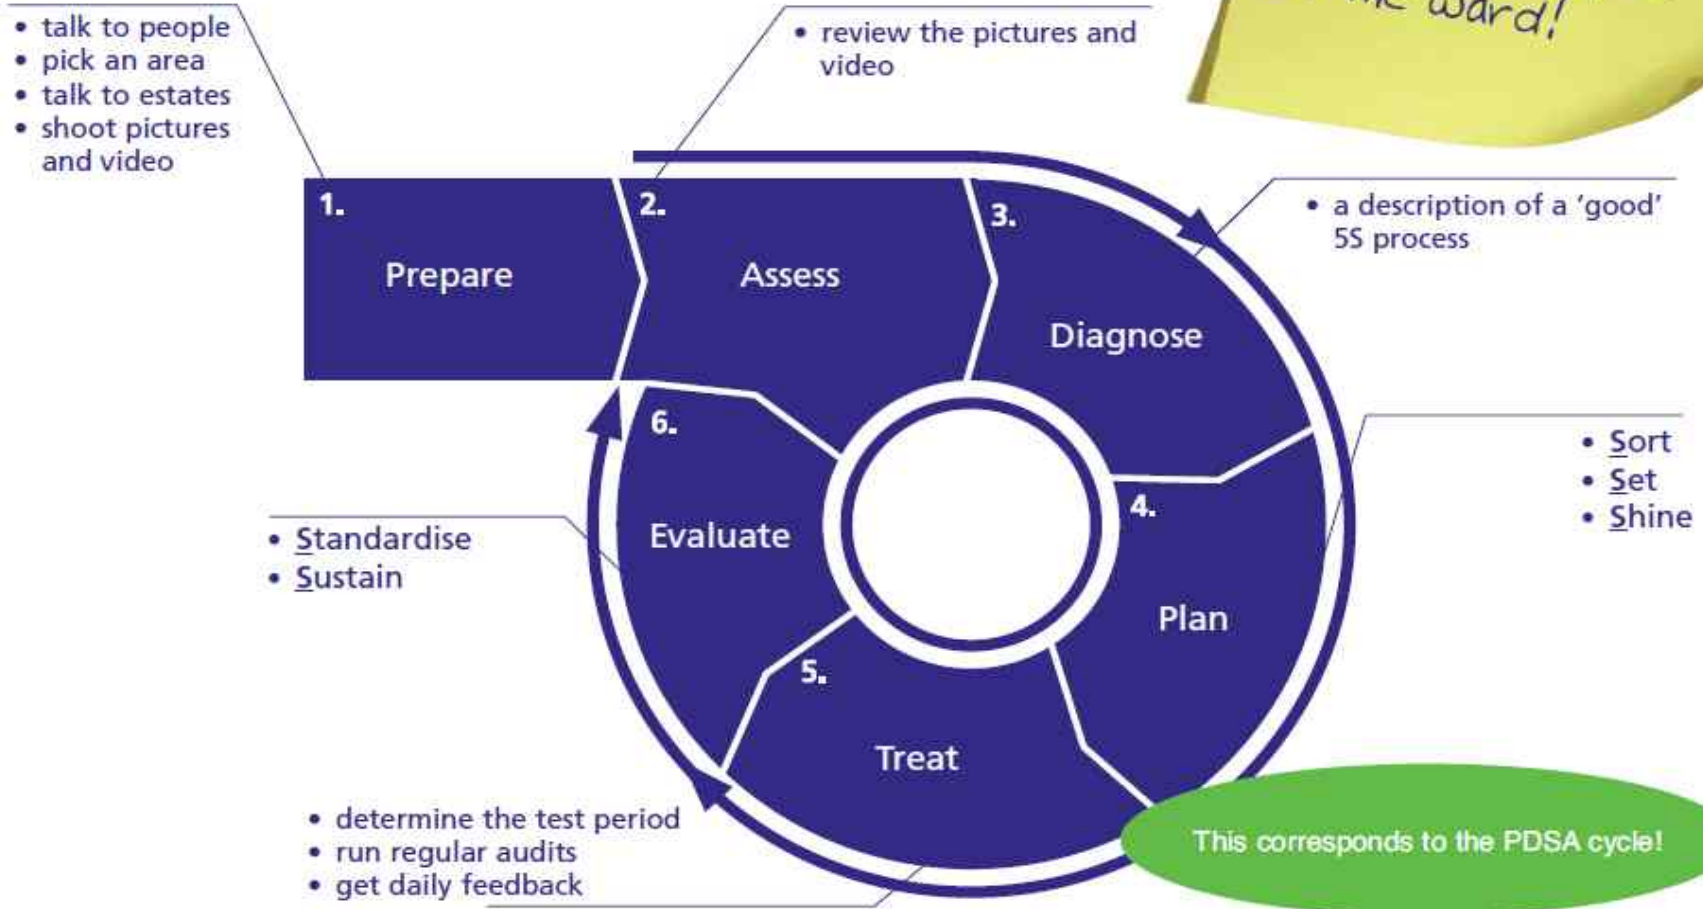 • talk to people
• pick an area
• talk to estates
• shoot pictures
and video
• review the pictures and
video
ward!
1.
Prepare
2.
Assess
3.
Diagnose
• a description of a ‘good’
5S process
• Sort
• Set
• Shine
4.
Plan
5.
Treat
6.
Evaluate
• Standardise
• Sustain
• determine the test period
• run regular audits
• get daily feedback
This corresponds to the PDSA cycle!